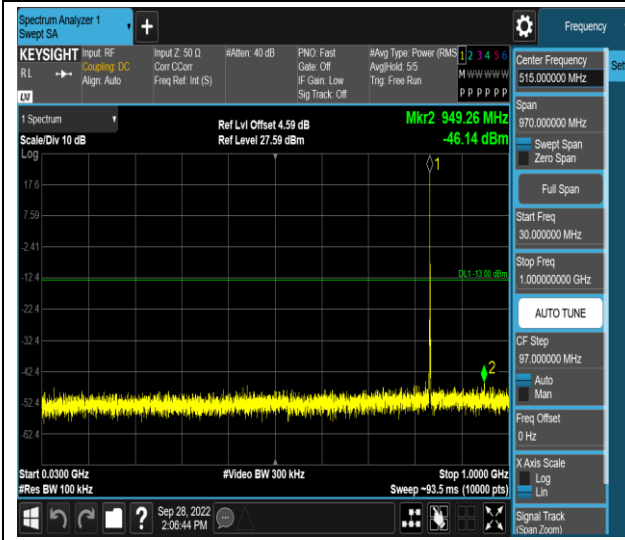 Spectrum Analyzer 1
Swept SA
Frequency
KEYSIGHT
RL
LXI
Input: RF
Coupling: DC
Align: Auto
Input Z: 50 Ω
Corr CCorr
Freq Ref: Int (S)
#Atten: 40 dB
PNO: Fast
Gate: Off
IF Gain: Low
Sig Track: Off
#Avg Type: Power (RMS
Avg|Hold: 5/5
Trig: Free Run
1 2 3 4 5 6
M W W W W W
P P P P P P
1 Spectrum
Scale/Div 10 dB
Log
Ref Lvl Offset 4.59 dB
Ref Level 27.59 dBm
Mkr2 949.26 MHz
-46.14 dBm
1
17.6
7.59
-2.41
-12.4
DL1 -13.00 dBm
-22.4
-32.4
-42.4
2
-52.4
-62.4
Start 0.0300 GHz
#Res BW 100 kHz
#Video BW 300 kHz
Stop 1.0000 GHz
Sweep ~93.5 ms (10000 pts)
?
Sep 28, 2022
2:06:44 PM
Center Frequency
515.000000 MHz
Set
Span
970.000000 MHz
Swept Span
Zero Span
Full Span
Start Freq
30.000000 MHz
Stop Freq
1.000000000 GHz
AUTO TUNE
CF Step
97.000000 MHz
Auto
Man
Freq Offset
0 Hz
X Axis Scale
Log
Lin
Signal Track
(Span Zoom)